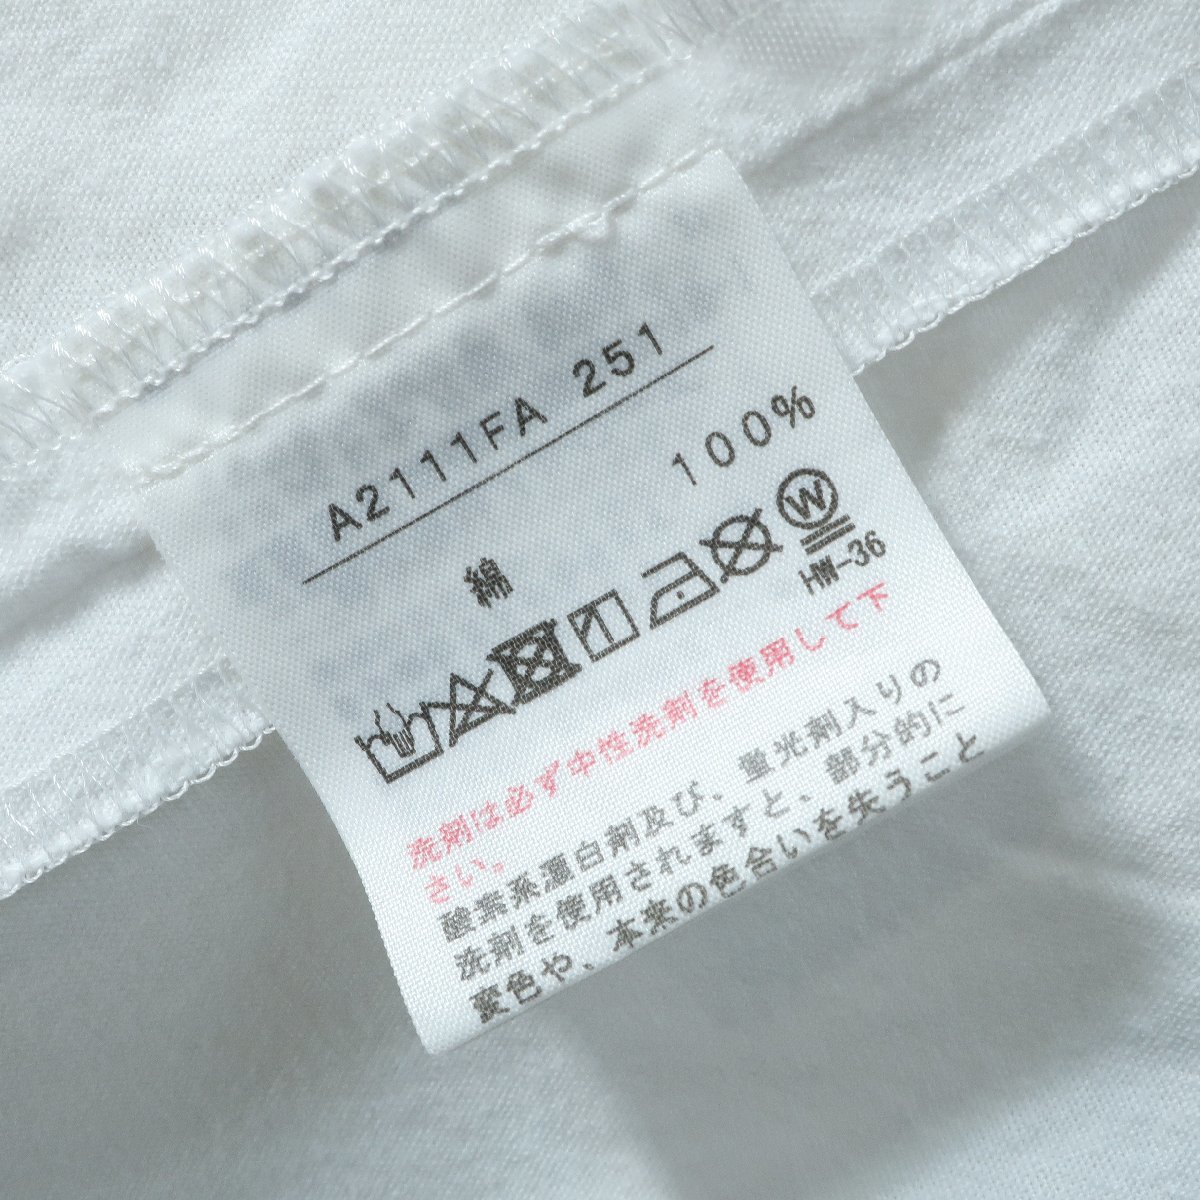 A2111FA 251
綿 100%
W
HW-36
洗剤は必ず中性洗剤を使用して下
さい。
酸素系漂白剤及び、蛍光剤入りの
洗剤を使用されますと、部分的に
変色や、本来の色合いを失うこと